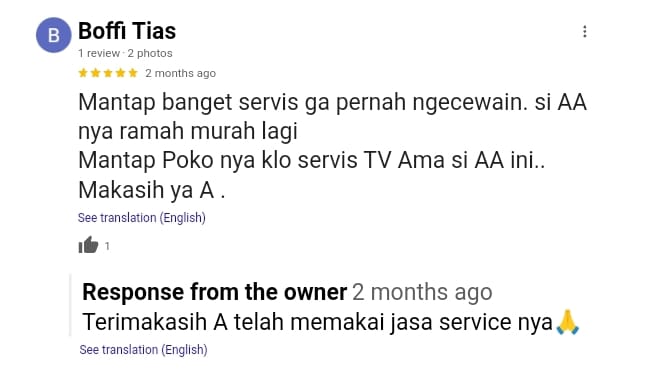 B
Boffi Tias
1 review · 2 photos
2 months ago
Mantap banget servis ga pernah ngecewain. si AA
nya ramah murah lagi
Mantap Poko nya klo servis TV Ama si AA ini..
Makasih ya A .
See translation (English)
1
Response from the owner 2 months ago
Terimakasih A telah memakai jasa service nya🙏
See translation (English)